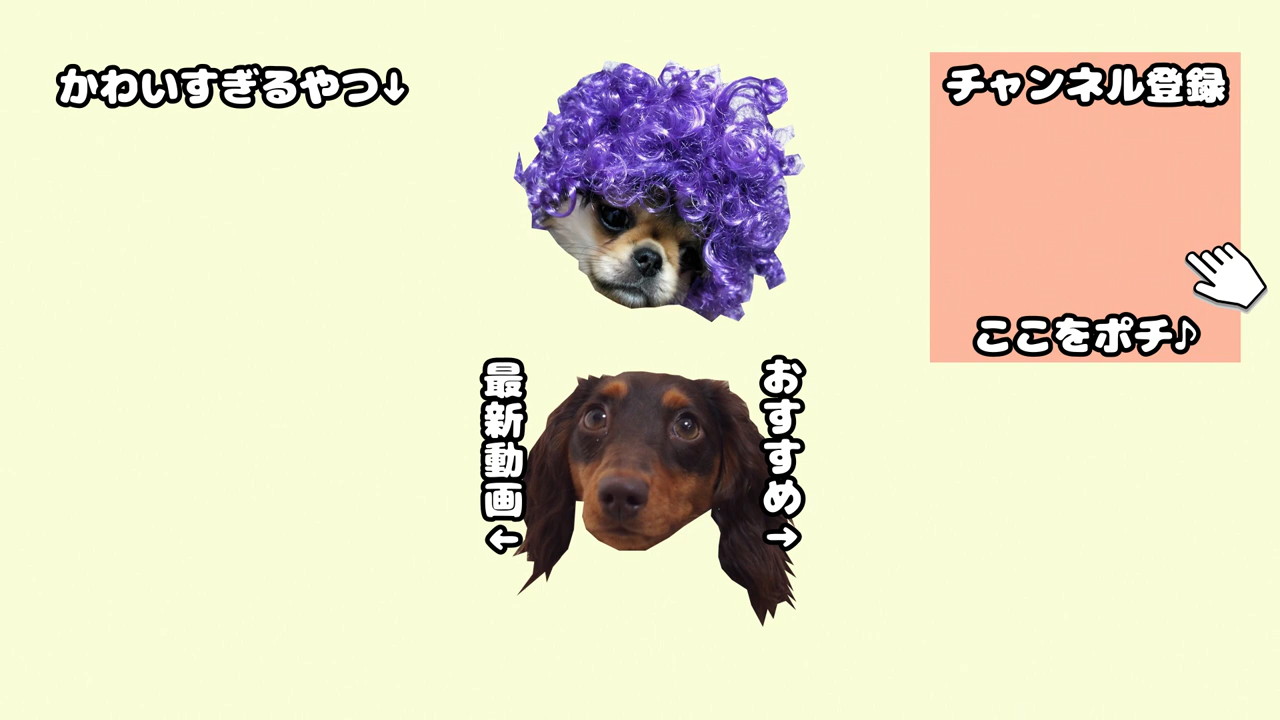 かわいすぎるやつ↓
チャンネル登録
ここをポチ♪
最新動画←
おすすめ→